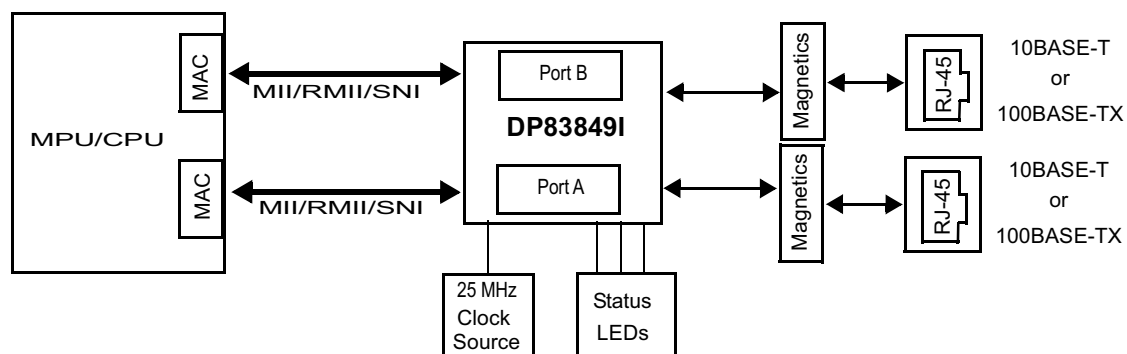 MPU/CPU
MAC
MAC
MII/RMII/SNI
MII/RMII/SNI
Port B
DP83849I
Port A
25 MHz
Clock
Source
Status
LEDs
Magnetics
Magnetics
RJ-45
RJ-45
10BASE-T
or
100BASE-TX
10BASE-T
or
100BASE-TX